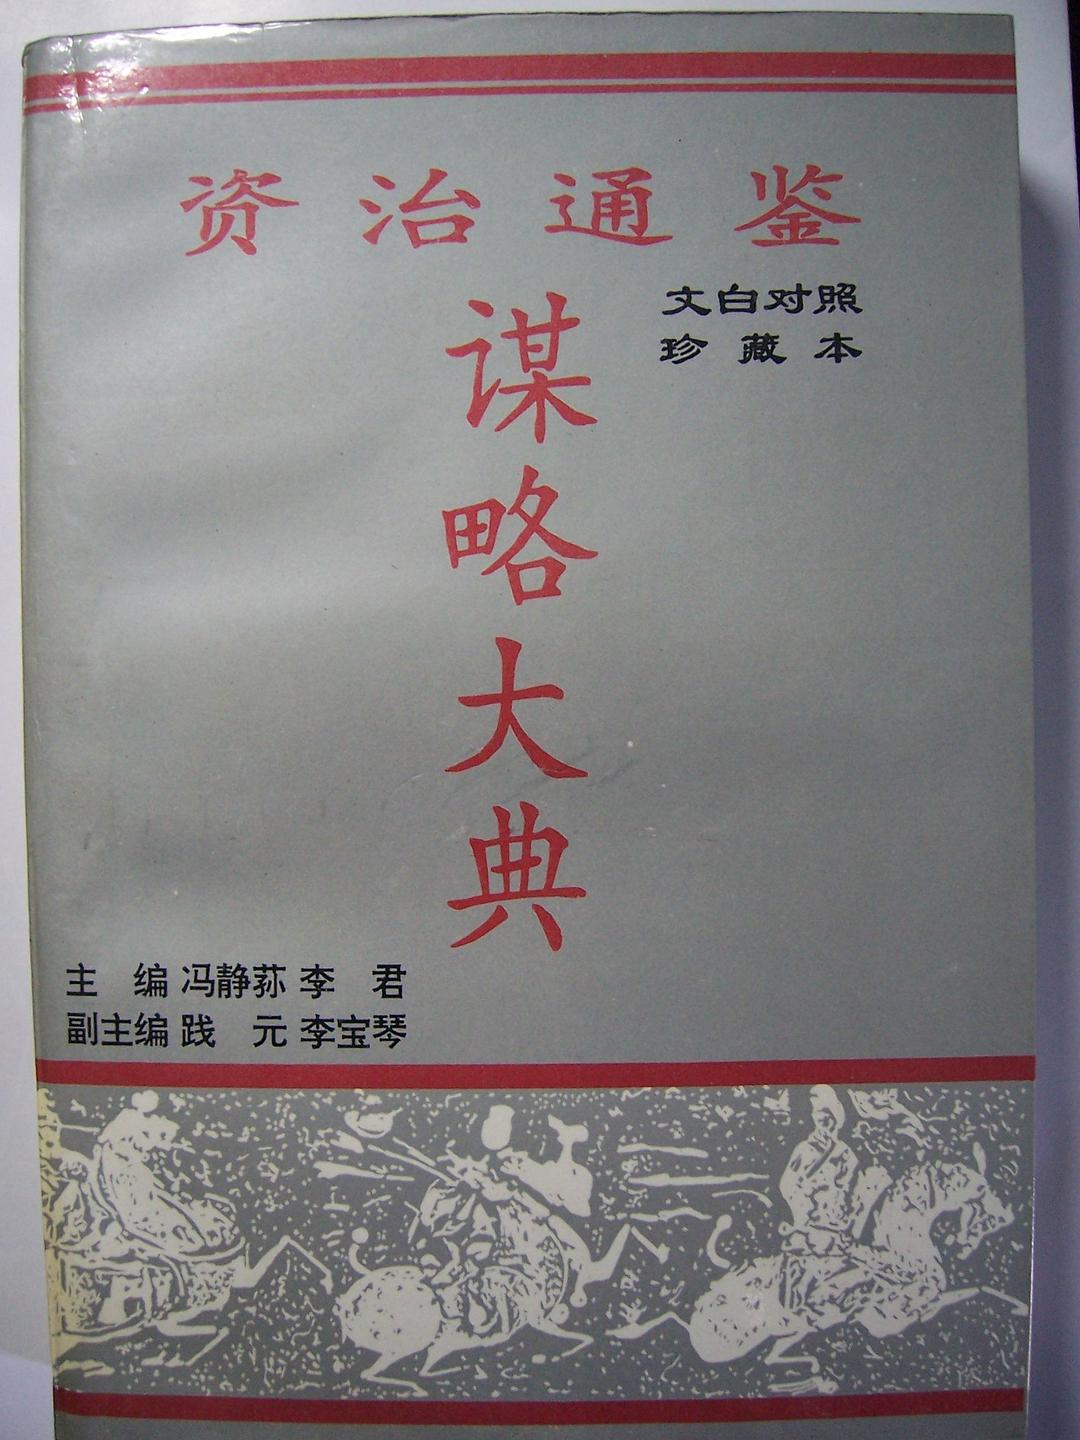 资治通鉴
文白对照
珍藏本
谋略大典
主 编 冯静荪 李 君
副主编 践 元 李宝琴